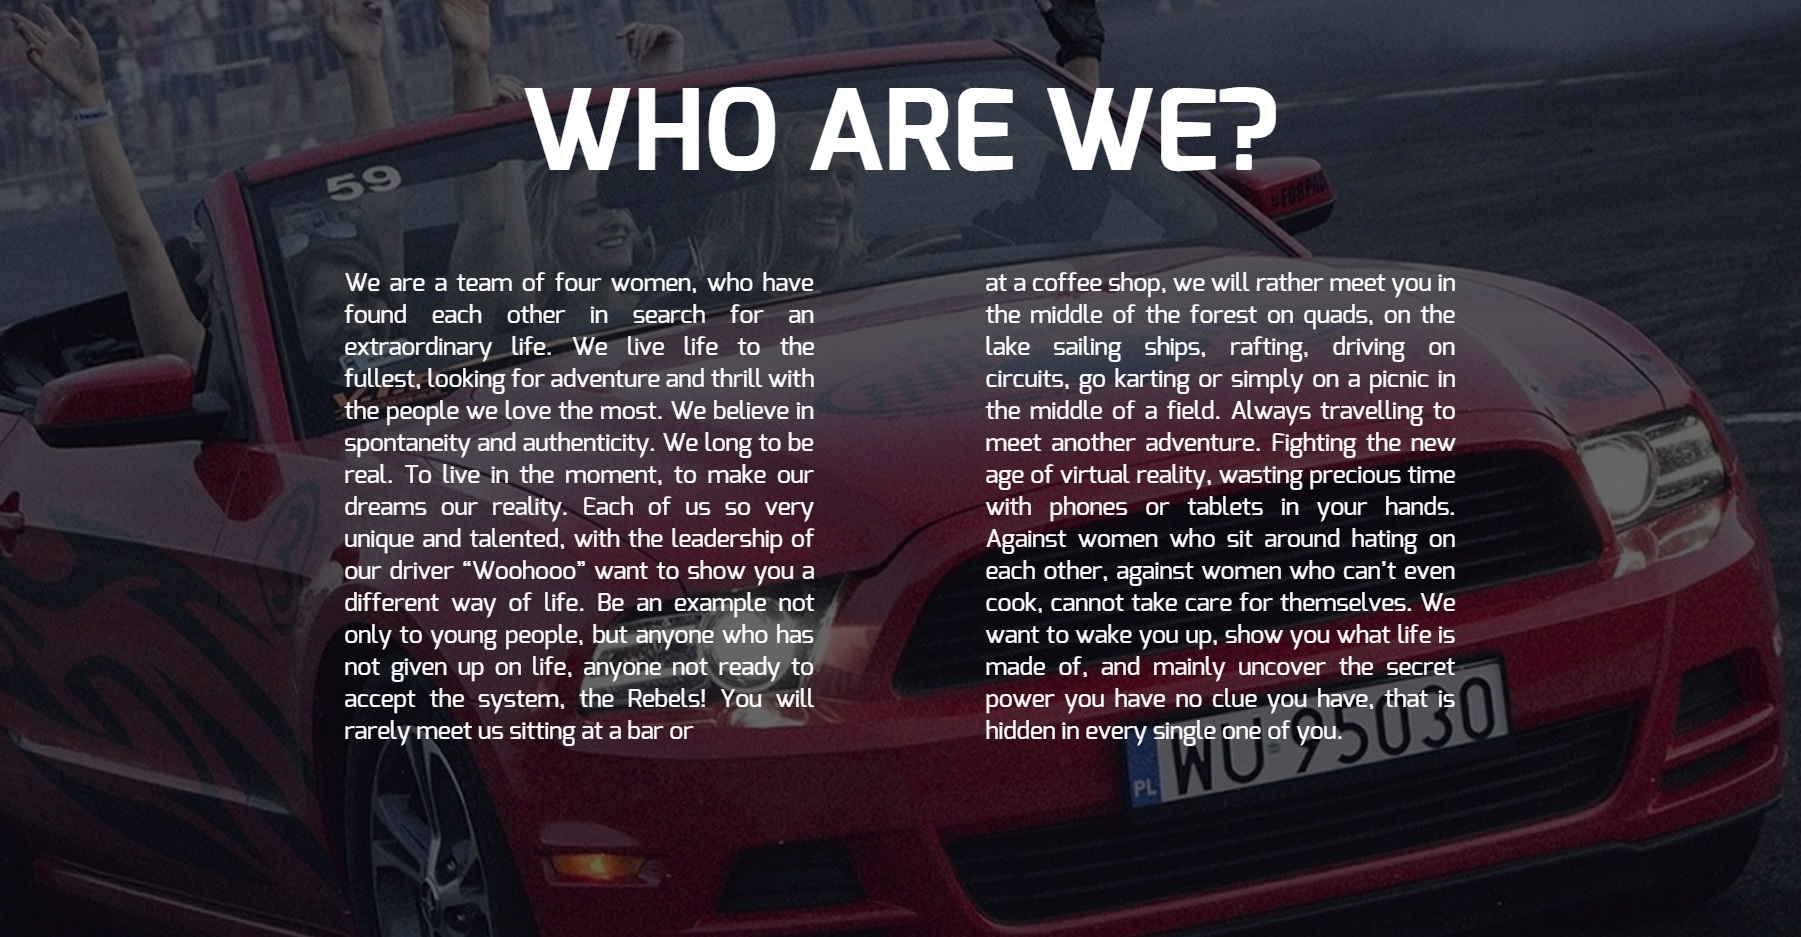 WHO ARE WE?
59
We are a team of four women, who have
found each other in search for an
extraordinary life. We live life to the
fullest, looking for adventure and thrill with
the people we love the most. We believe in
spontaneity and authenticity. We long to be
real. To live in the moment, to make our
dreams our reality. Each of us so very
unique and talented, with the leadership of
our driver “Woohooo” want to show you a
different way of life. Be an example not
only to young people, but anyone who has
not given up on life, anyone not ready to
accept the system, the Rebels! You will
rarely meet us sitting at a bar or
at a coffee shop, we will rather meet you in
the middle of the forest on quads, on the
lake sailing ships, rafting, driving on
circuits, go karting or simply on a picnic in
the middle of a field. Always travelling to
meet another adventure. Fighting the new
age of virtual reality, wasting precious time
with phones or tablets in your hands.
Against women who sit around hating on
each other, against women who can’t even
cook, cannot take care for themselves. We
want to wake you up, show you what life is
made of, and mainly uncover the secret
power you have no clue you have, that is
hidden in every single one of you.
PL WU 95030